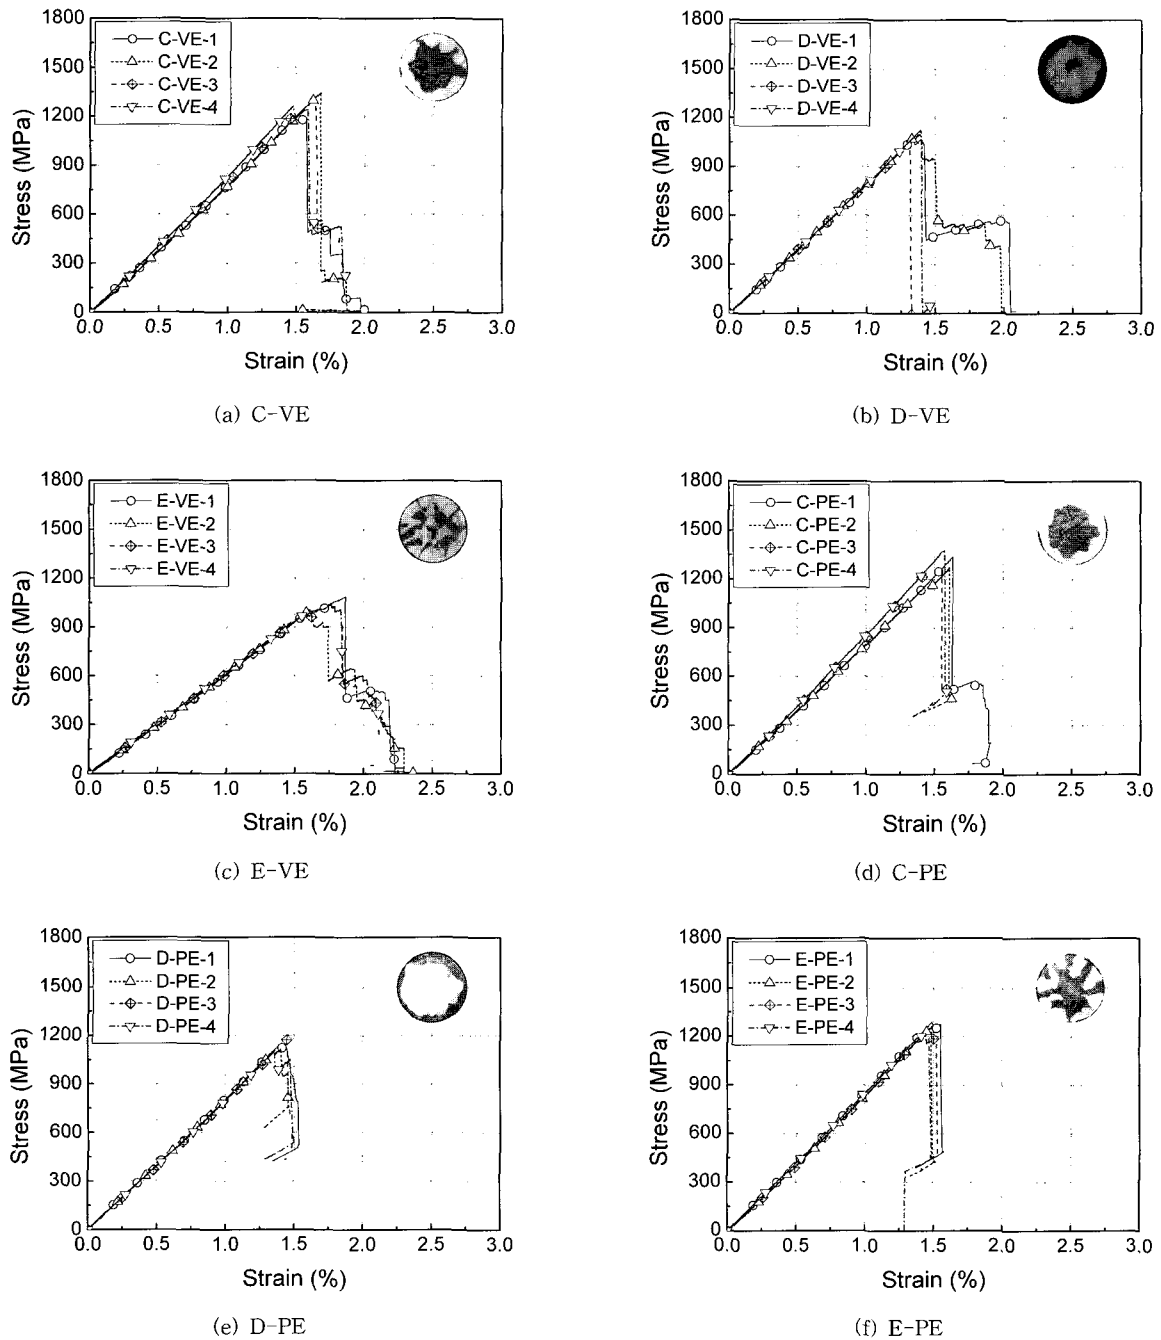 1800
1500
1200
900
600
300
0
Stress (MPa)
C-VE-1
C-VE-2
C-VE-3
C-VE-4
0.0 0.5 1.0 1.5 2.0 2.5 3.0
Strain (%)
(a) C-VE
1800
1500
1200
900
600
300
0
Stress (MPa)
D-VE-1
D-VE-2
D-VE-3
D-VE-4
0.0 0.5 1.0 1.5 2.0 2.5 3.0
Strain (%)
(b) D-VE
1800
1500
1200
900
600
300
0
Stress (MPa)
E-VE-1
E-VE-2
E-VE-3
E-VE-4
0.0 0.5 1.0 1.5 2.0 2.5 3.0
Strain (%)
(c) E-VE
1800
1500
1200
900
600
300
0
Stress (MPa)
C-PE-1
C-PE-2
C-PE-3
C-PE-4
0.0 0.5 1.0 1.5 2.0 2.5 3.0
Strain (%)
(d) C-PE
1800
1500
1200
900
600
300
0
Stress (MPa)
D-PE-1
D-PE-2
D-PE-3
D-PE-4
0.0 0.5 1.0 1.5 2.0 2.5 3.0
Strain (%)
(e) D-PE
1800
1500
1200
900
600
300
0
Stress (MPa)
E-PE-1
E-PE-2
E-PE-3
E-PE-4
0.0 0.5 1.0 1.5 2.0 2.5 3.0
Strain (%)
(f) E-PE